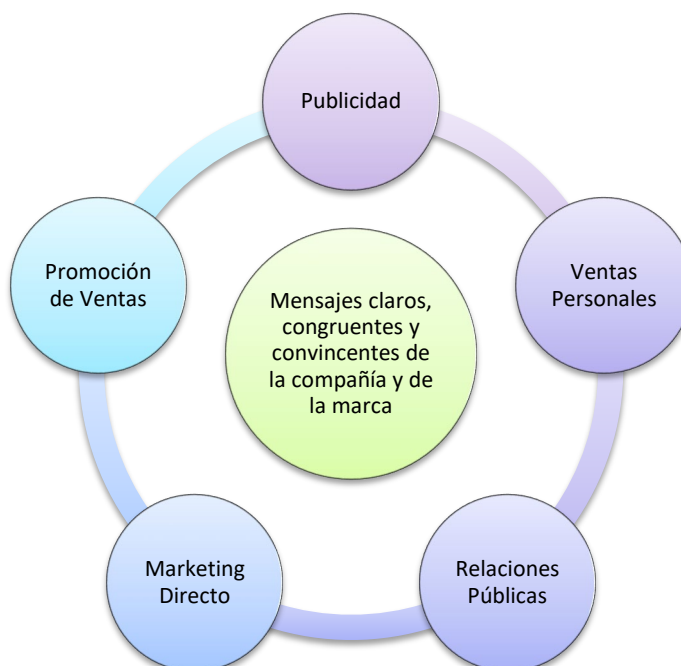 Publicidad
Promoción
de Ventas
Ventas
Personales
Mensajes claros,
congruentes y
convincentes de
la compañía y de
la marca
Marketing
Directo
Relaciones
Públicas